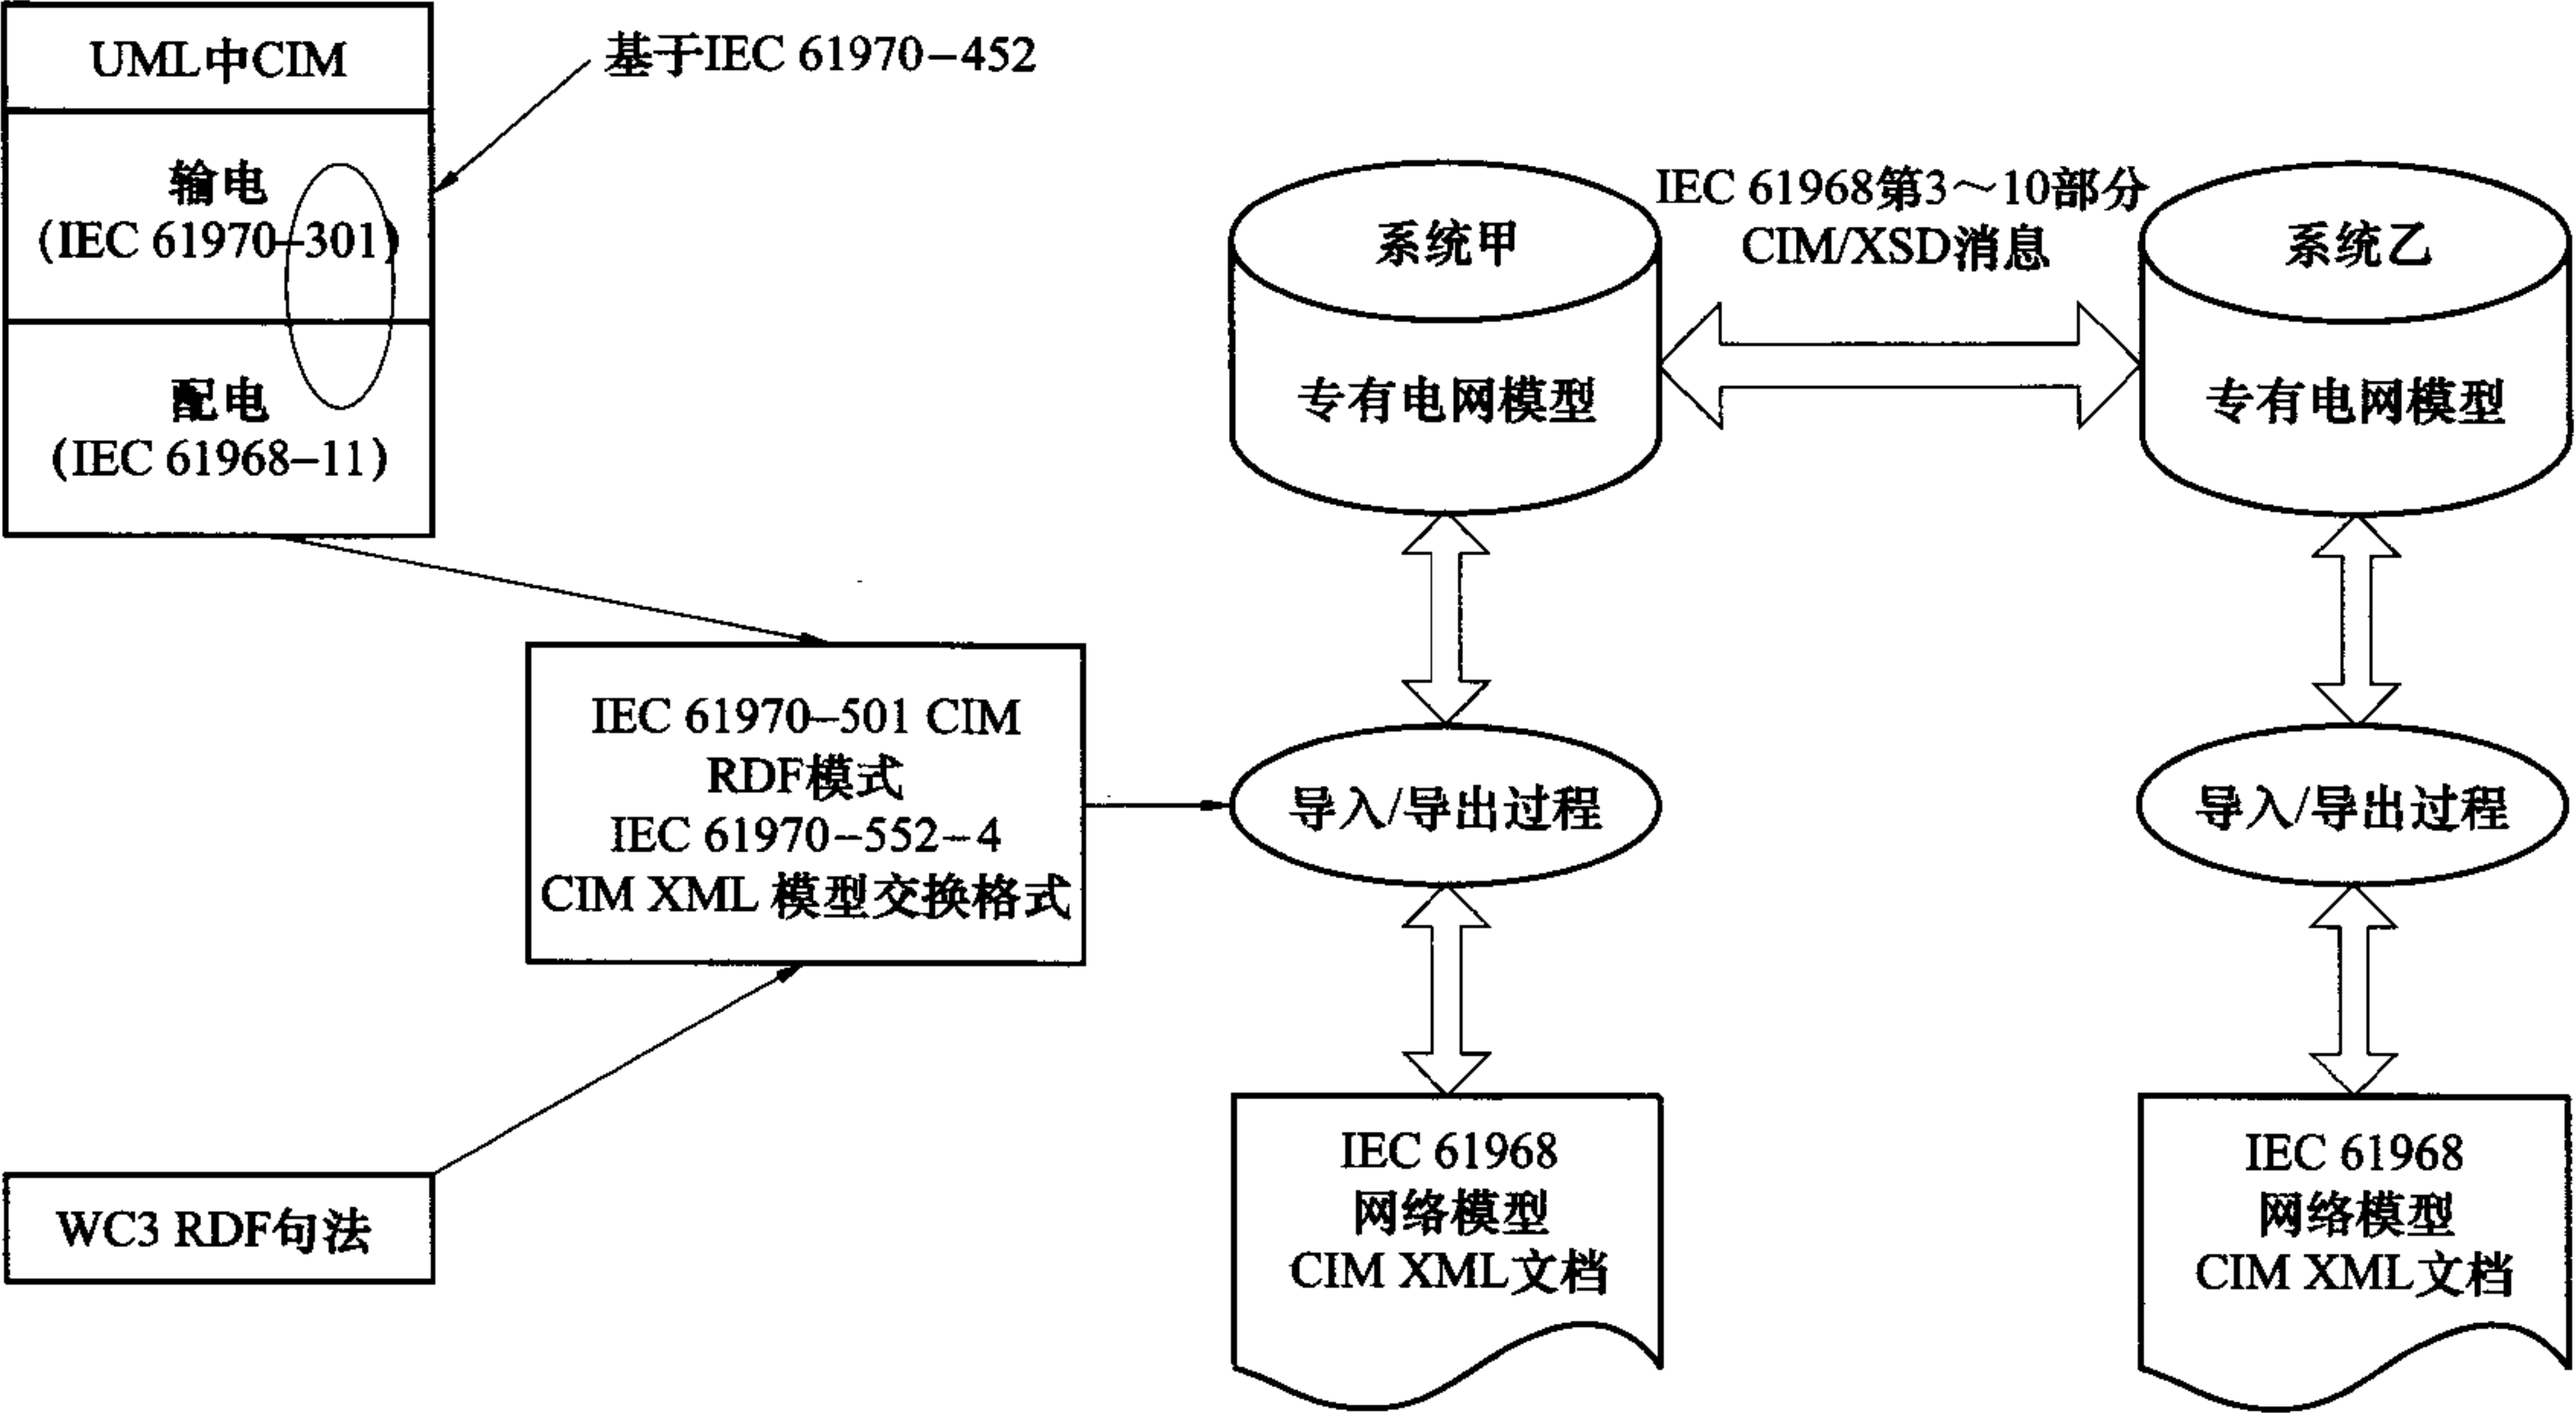 UML中CIM
基于IEC 61970-452
输电
(IEC 61970-301)
配电
(IEC 61968-11)
IEC 61970-501 CIM
RDF模式
IEC 61970-552-4
CIM XML 模型交换格式
WC3 RDF句法
系统甲
专有电网模型
IEC 61968第3～10部分
CIM/XSD消息
系统乙
专有电网模型
导入/导出过程
导入/导出过程
IEC 61968
网络模型
CIM XML文档
IEC 61968
网络模型
CIM XML文档